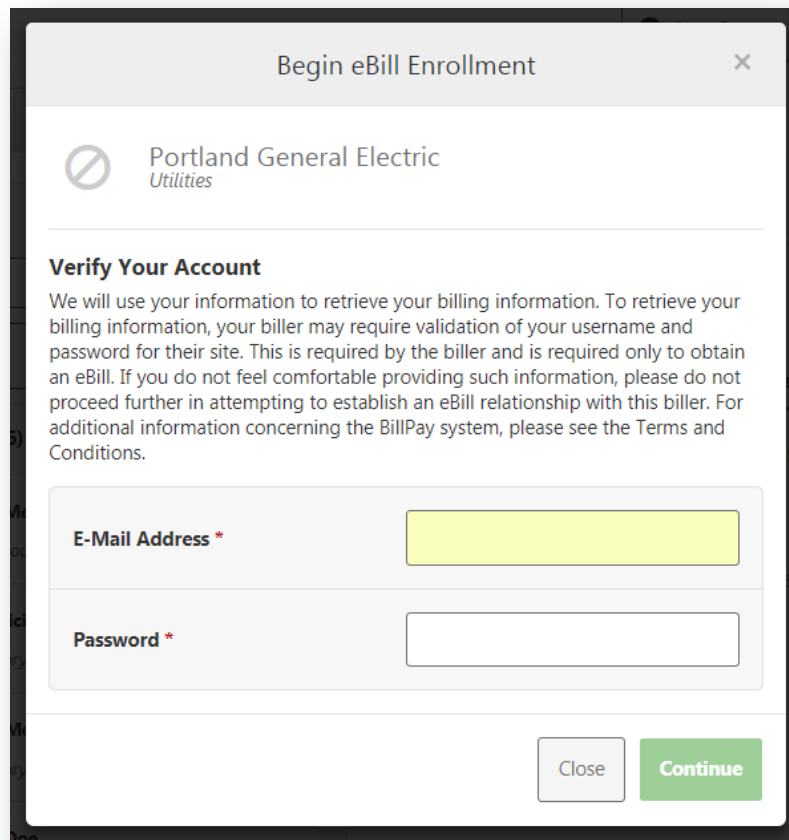 Begin eBill Enrollment ×
Portland General Electric
Utilities
Verify Your Account
We will use your information to retrieve your billing information. To retrieve your
billing information, your biller may require validation of your username and
password for their site. This is required by the biller and is required only to obtain
an eBill. If you do not feel comfortable providing such information, please do not
proceed further in attempting to establish an eBill relationship with this biller. For
additional information concerning the BillPay system, please see the Terms and
Conditions.
E-Mail Address *
Password *
Close Continue